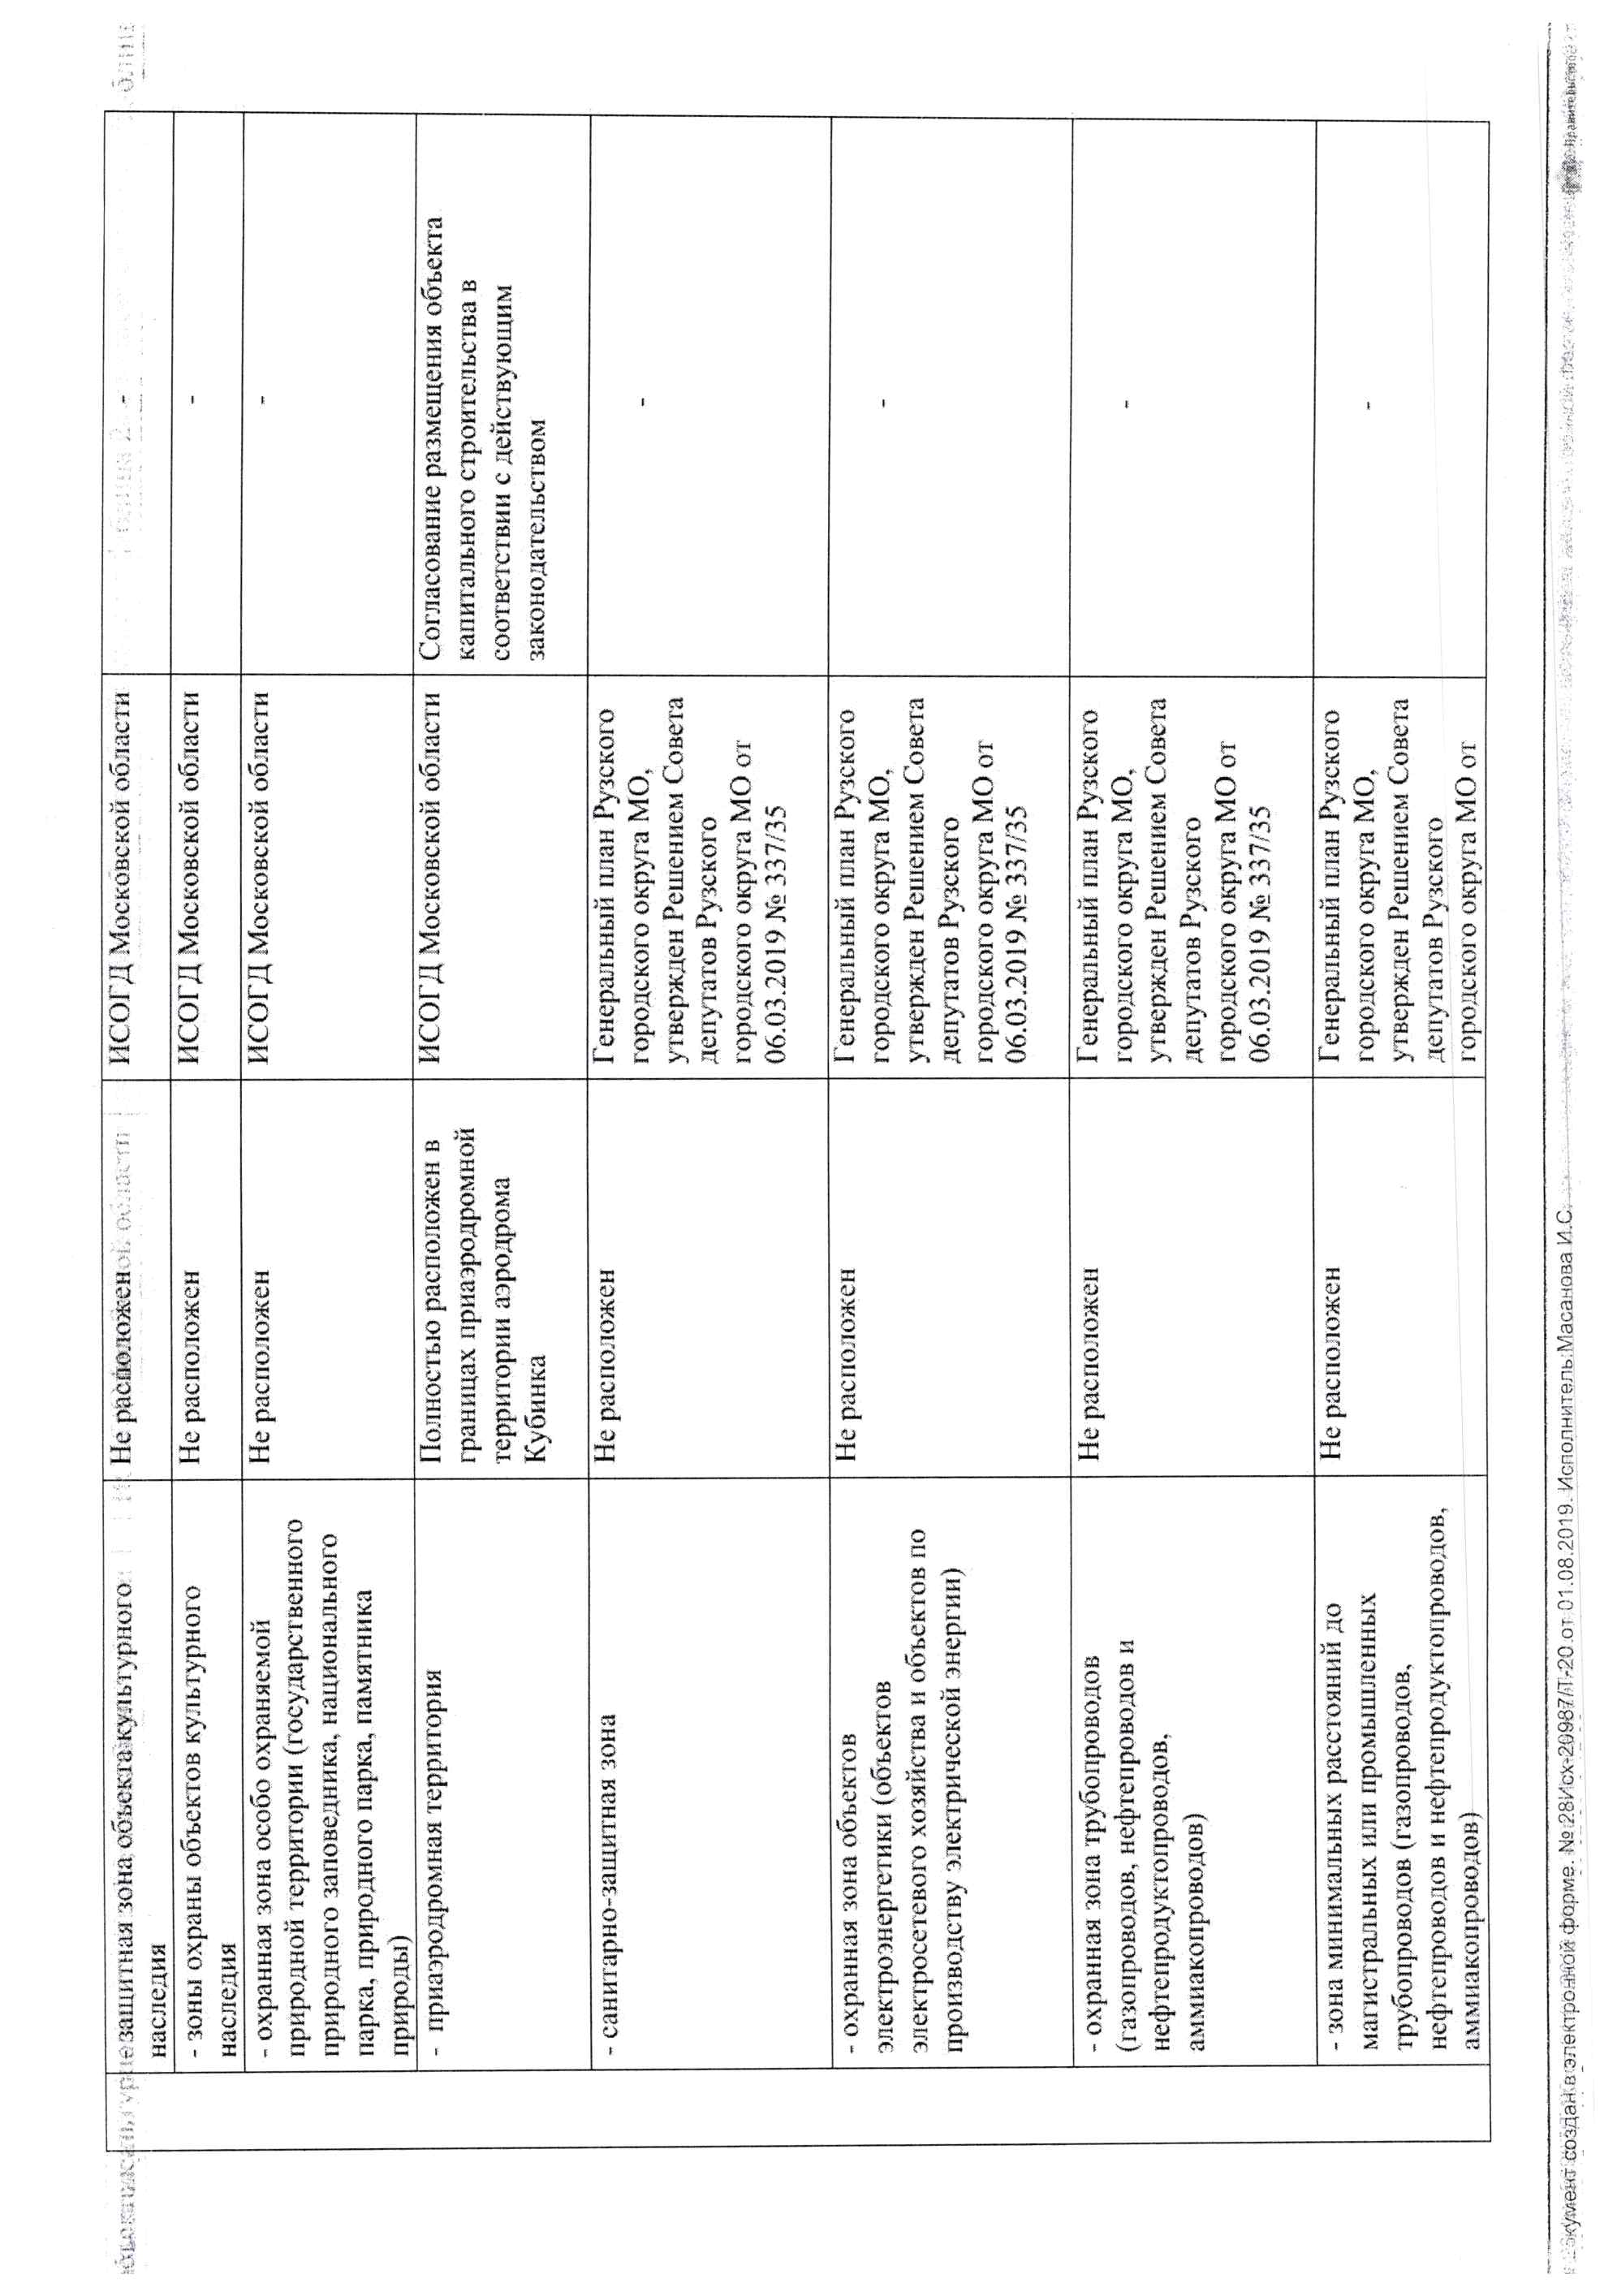 - защитная зона объекта культурного
наследия
Не расположен
ИСОГД Московской области
-
- зоны охраны объектов культурного
наследия
Не расположен
ИСОГД Московской области
-
- охранная зона особо охраняемой
природной территории (государственного
природного заповедника, национального
парка, природного парка, памятника
природы)
Не расположен
ИСОГД Московской области
-
- приаэродромная территория
Полностью расположен в
границах приаэродромной
территории аэродрома
Кубинка
ИСОГД Московской области
Согласование размещения объекта
капитального строительства в
соответствии с действующим
законодательством
- санитарно-защитная зона
Не расположен
Генеральный план Рузского
городского округа МО,
утвержден Решением Совета
депутатов Рузского
городского округа МО от
06.03.2019 № 337/35
-
- охранная зона объектов
электроэнергетики (объектов
электросетевого хозяйства и объектов по
производству электрической энергии)
Не расположен
Генеральный план Рузского
городского округа МО,
утвержден Решением Совета
депутатов Рузского
городского округа МО от
06.03.2019 № 337/35
-
- охранная зона трубопроводов
(газопроводов, нефтепроводов и
нефтепродуктопроводов,
аммиакопроводов)
Не расположен
Генеральный план Рузского
городского округа МО,
утвержден Решением Совета
депутатов Рузского
городского округа МО от
06.03.2019 № 337/35
-
- зона минимальных расстояний до
магистральных или промышленных
трубопроводов (газопроводов,
нефтепроводов и нефтепродуктопроводов,
аммиакопроводов)
Не расположен
Генеральный план Рузского
городского округа МО,
утвержден Решением Совета
депутатов Рузского
городского округа МО от
-
Документ создан в электронной форме. № 28Исх-20987/Т-20 от 01.08.2019. Исполнитель:Масанова И.С.